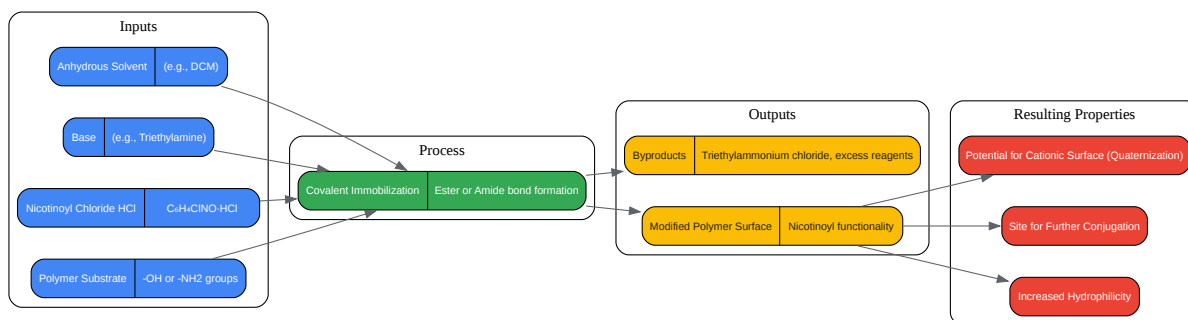 Inputs
Anhydrous Solvent (e.g., DCM)
Base (e.g., Triethylamine)
Nicotinoyl Chloride HCl C₆H₄ClNO·HCl
Polymer Substrate -OH or -NH2 groups
Process
Covalent Immobilization Ester or Amide bond formation
Outputs
Byproducts Triethylammonium chloride, excess reagents
Modified Polymer Surface Nicotinoyl functionality
Resulting Properties
Potential for Cationic Surface (Quaternization)
Site for Further Conjugation
Increased Hydrophilicity